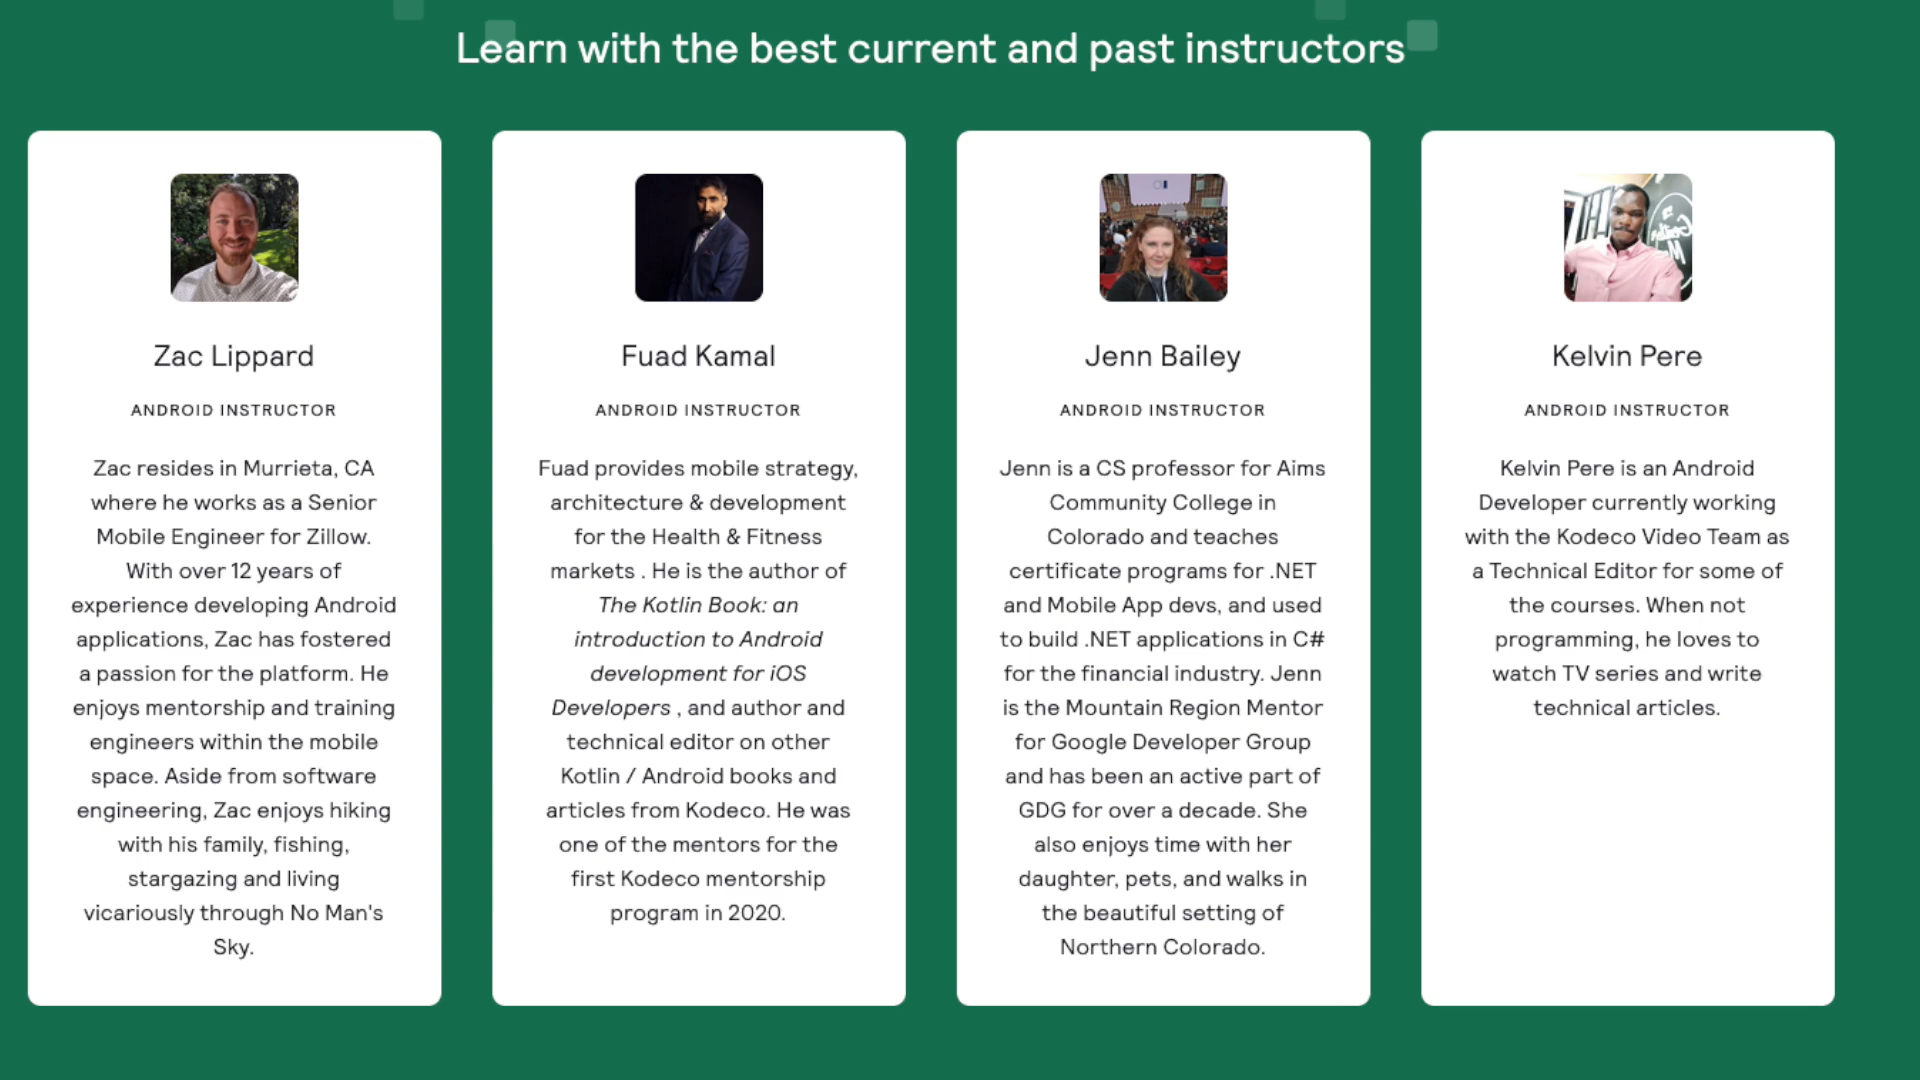 Learn with the best current and past instructors
Zac Lippard
ANDROID INSTRUCTOR
Zac resides in Murrieta, CA
where he works as a Senior
Mobile Engineer for Zillow.
With over 12 years of
experience developing Android
applications, Zac has fostered
a passion for the platform. He
enjoys mentorship and training
engineers within the mobile
space. Aside from software
engineering, Zac enjoys hiking
with his family, fishing,
stargazing and living
vicariously through No Man's
Sky.
Fuad Kamal
ANDROID INSTRUCTOR
Fuad provides mobile strategy,
architecture & development
for the Health & Fitness
markets . He is the author of
The Kotlin Book: an
introduction to Android
development for iOS
Developers , and author and
technical editor on other
Kotlin / Android books and
articles from Kodeco. He was
one of the mentors for the
first Kodeco mentorship
program in 2020.
Jenn Bailey
ANDROID INSTRUCTOR
Jenn is a CS professor for Aims
Community College in
Colorado and teaches
certificate programs for .NET
and Mobile App devs, and used
to build .NET applications in C#
for the financial industry. Jenn
is the Mountain Region Mentor
for Google Developer Group
and has been an active part of
GDG for over a decade. She
also enjoys time with her
daughter, pets, and walks in
the beautiful setting of
Northern Colorado.
Kelvin Pere
ANDROID INSTRUCTOR
Kelvin Pere is an Android
Developer currently working
with the Kodeco Video Team as
a Technical Editor for some of
the courses. When not
programming, he loves to
watch TV series and write
technical articles.